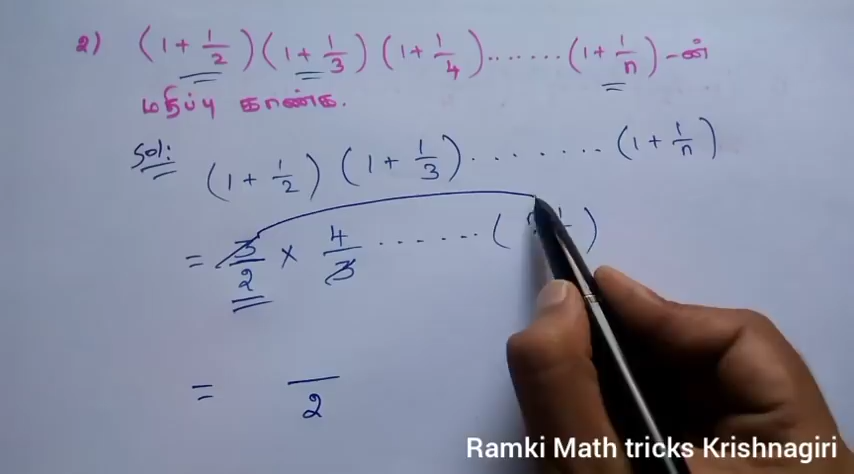 2) (1 + 1/2) (1 + 1/3) (1 + 1/4) ....... (1 + 1/n) -ன்
மதிப்பு காண்க.
Sol:
(1 + 1/2) (1 + 1/3) ........ (1 + 1/n)
= 3/2 × 4/3 ...... (
= /2
Ramki Math tricks Krishnagiri